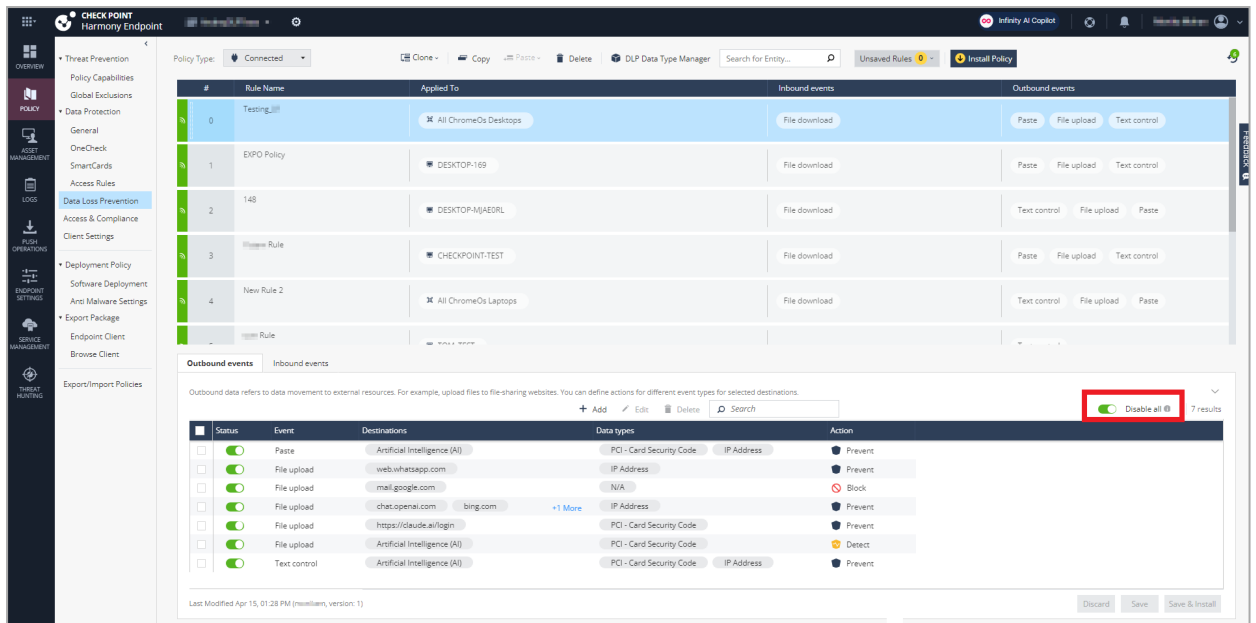 CHECK POINT
Harmony Endpoint
Infinity AI Copilot
OVERVIEW
POLICY
ASSET
MANAGEMENT
LOGS
PUSH
OPERATIONS
ENDPOINT
SETTINGS
SERVICE
MANAGEMENT
THREAT
HUNTING
Threat Prevention
Policy Capabilities
Global Exclusions
Data Protection
General
OneCheck
SmartCards
Access Rules
Data Loss Prevention
Access & Compliance
Client Settings
Deployment Policy
Software Deployment
Anti Malware Settings
Export Package
Endpoint Client
Browse Client
Export/Import Policies
Policy Type: Connected Clone Copy Paste Delete DLP Data Type Manager Search for Entity... Unsaved Rules 0 Install Policy 6
# Rule Name Applied To Inbound events Outbound events
0 Testing_ All ChromeOs Desktops File download Paste File upload Text control
1 EXPO Policy DESKTOP-169 File download Paste File upload Text control
2 148 DESKTOP-MJAE0RL File download Text control File upload Paste
3 Rule CHECKPOINT-TEST File download Paste File upload Text control
4 New Rule 2 All ChromeOs Laptops File download Text control File upload Paste
Rule
Feedback
Outbound events Inbound events
Outbound data refers to data movement to external resources. For example, upload files to file-sharing websites. You can define actions for different event types for selected destinations.
+ Add Edit Delete Search Disable all 7 results
Status Event Destinations Data types Action
Paste Artificial Intelligence (AI) PCI - Card Security Code IP Address Prevent
File upload web.whatsapp.com IP Address Prevent
File upload mail.google.com N/A Block
File upload chat.openai.com bing.com +1 More IP Address Prevent
File upload https://claude.ai/login PCI - Card Security Code Prevent
File upload Artificial Intelligence (AI) PCI - Card Security Code Detect
Text control Artificial Intelligence (AI) PCI - Card Security Code IP Address Prevent
Last Modified Apr 15, 01:28 PM (, version: 1)
Discard Save Save & Install